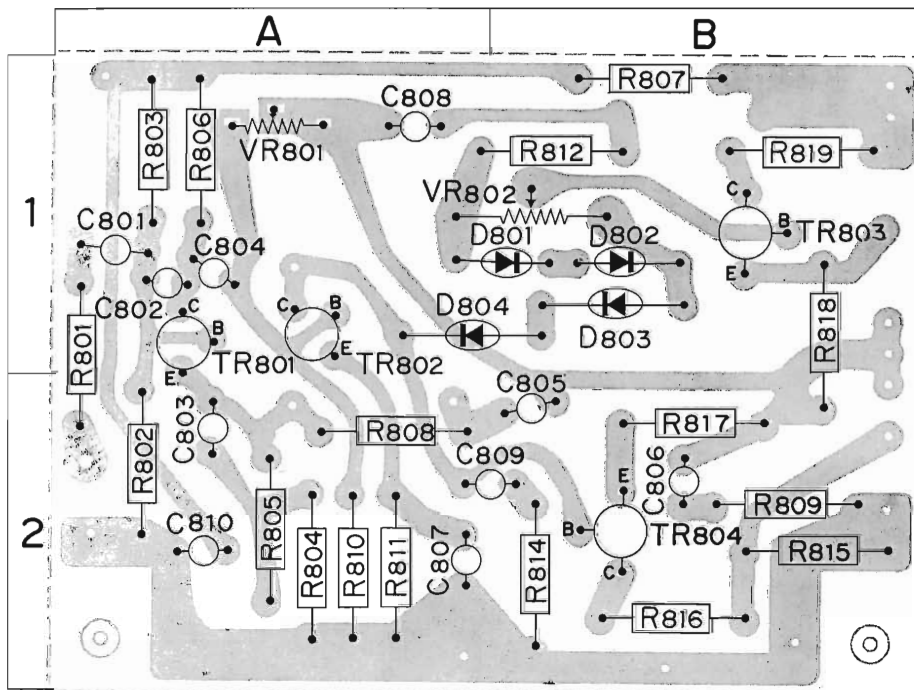 A B
1
2
R807
C808
R803
R806
VR801
R812
R819
VR802
C
B
TR803
E
C801
C804
D801
D802
C802
D804
D803
C
B
TR801
E
C
B
TR802
E
R801
R818
C805
R802
C803
R808
R817
C809
C806
R805
E
B
TR804
C
R809
C810
R804
R810
R811
C807
R814
R815
R816